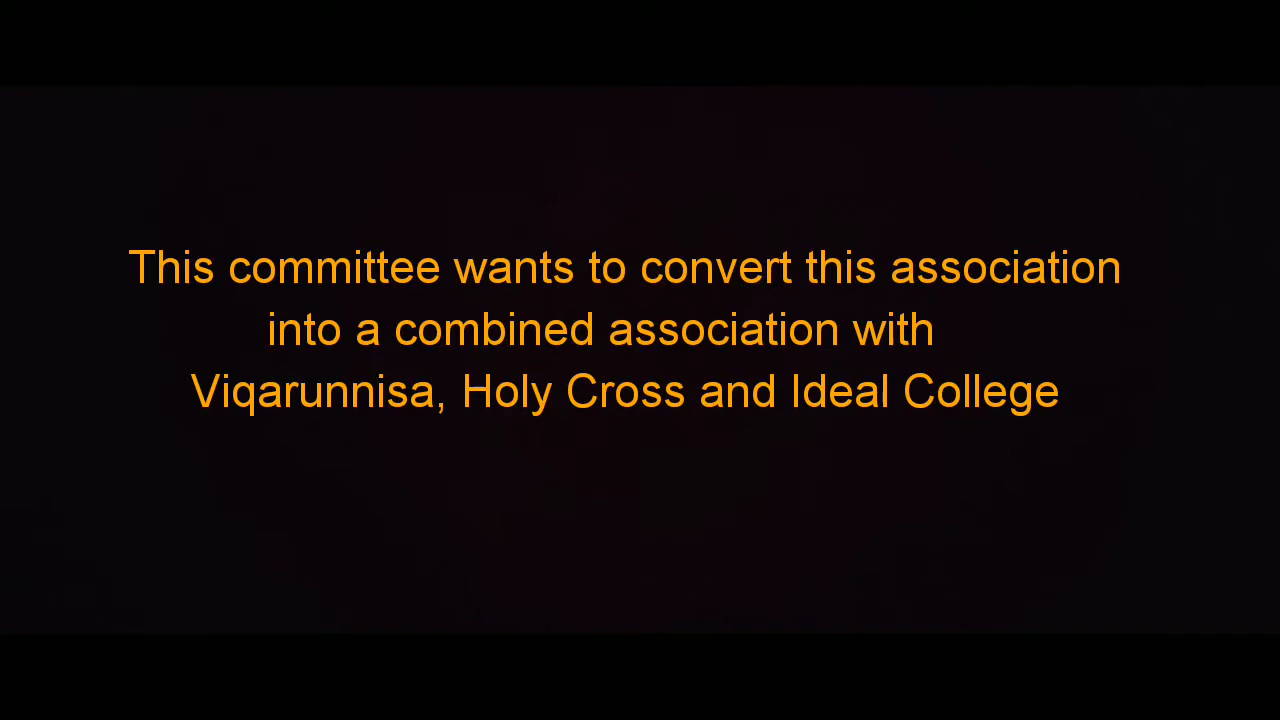 This committee wants to convert this association
into a combined association with
Viqarunnisa, Holy Cross and Ideal College